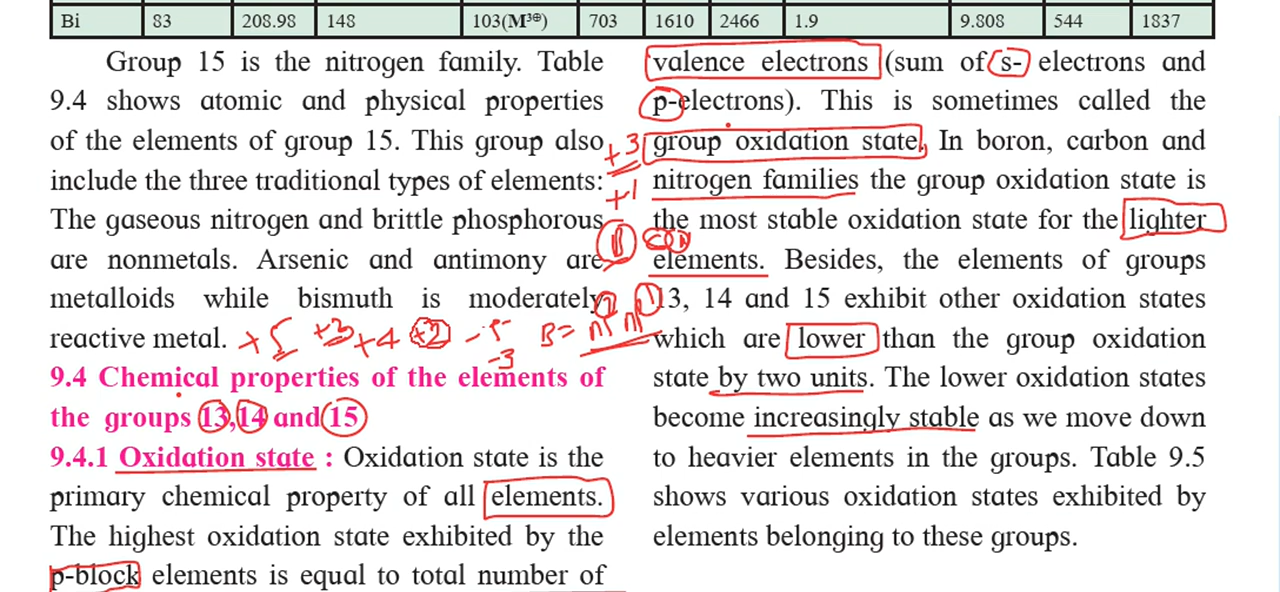 Bi 83 208.98 148 103(M³⊕) 703 1610 2466 1.9 9.808 544 1837
Group 15 is the nitrogen family. Table
9.4 shows atomic and physical properties
of the elements of group 15. This group also
include the three traditional types of elements:
The gaseous nitrogen and brittle phosphorous
are nonmetals. Arsenic and antimony are
metalloids while bismuth is moderately
reactive metal.
+5 +3 +4 +2 -5
-3
B=
9.4 Chemical properties of the elements of
the groups 13,14 and 15
9.4.1 Oxidation state : Oxidation state is the
primary chemical property of all elements.
The highest oxidation state exhibited by the
p-block elements is equal to total number of
valence electrons (sum of s- electrons and
p-electrons). This is sometimes called the
+3
group oxidation state. In boron, carbon and
+1
nitrogen families the group oxidation state is
the most stable oxidation state for the lighter
B C N
elements. Besides, the elements of groups
13, 14 and 15 exhibit other oxidation states
which are lower than the group oxidation
state by two units. The lower oxidation states
become increasingly stable as we move down
to heavier elements in the groups. Table 9.5
shows various oxidation states exhibited by
elements belonging to these groups.